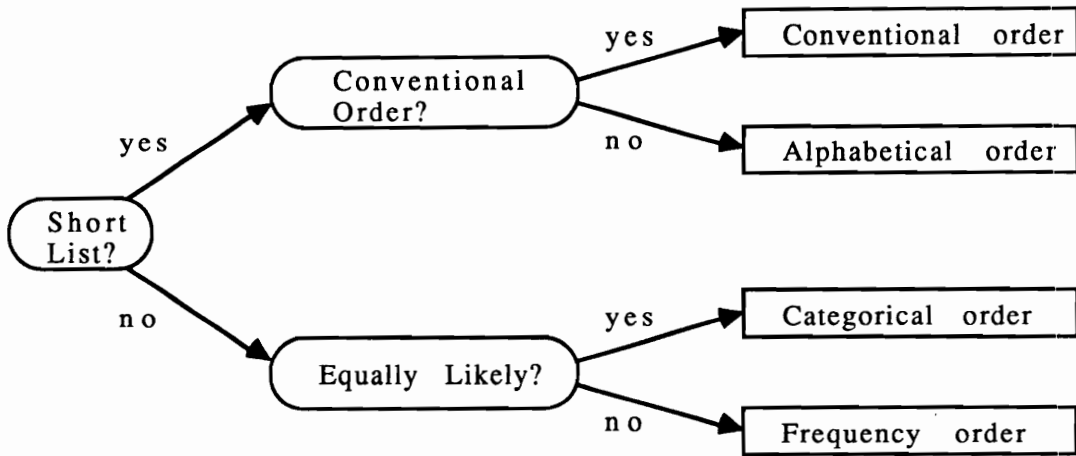 yes
Conventional order
Conventional
Order?
no
Alphabetical order
yes
Short
List?
no
yes
Categorical order
Equally Likely?
no
Frequency order